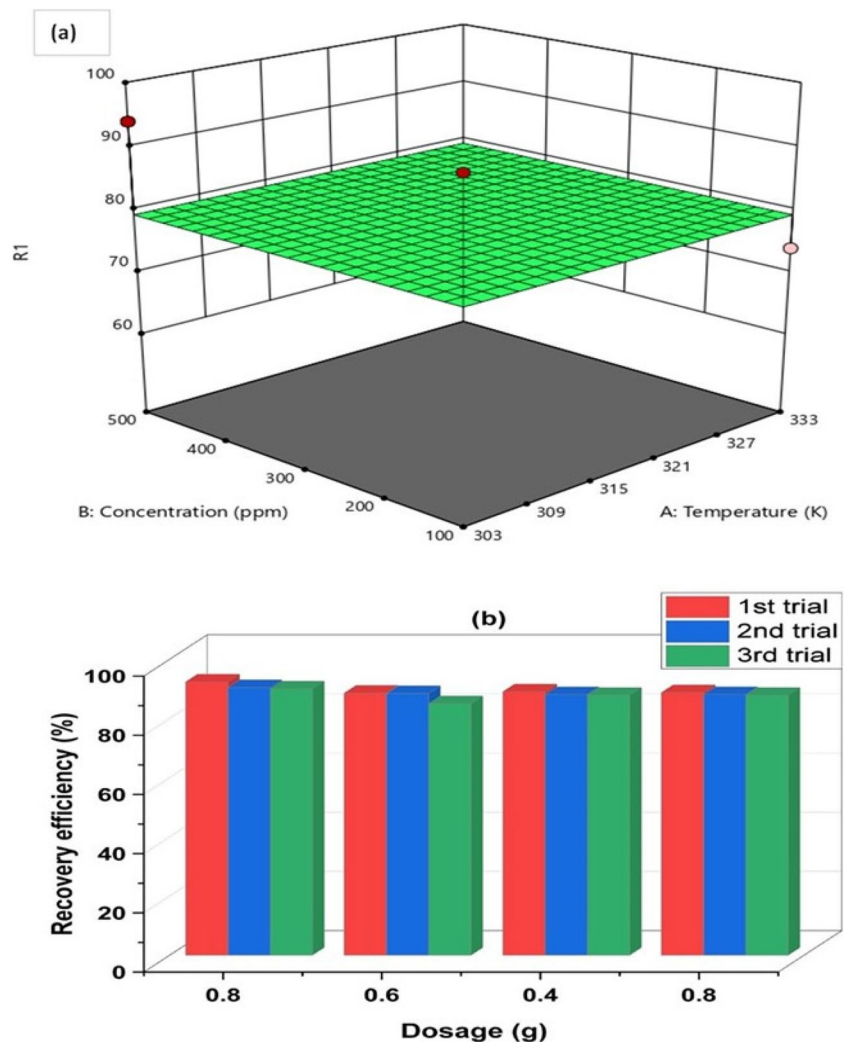 (a)
100
90
80
70
60
R1
500
400
300
200
100
303
309
315
321
327
333
B: Concentration (ppm)
A: Temperature (K)
(b)
1st trial
2nd trial
3rd trial
100
80
60
40
20
0
Recovery efficiency (%)
0.8
0.6
0.4
0.8
Dosage (g)